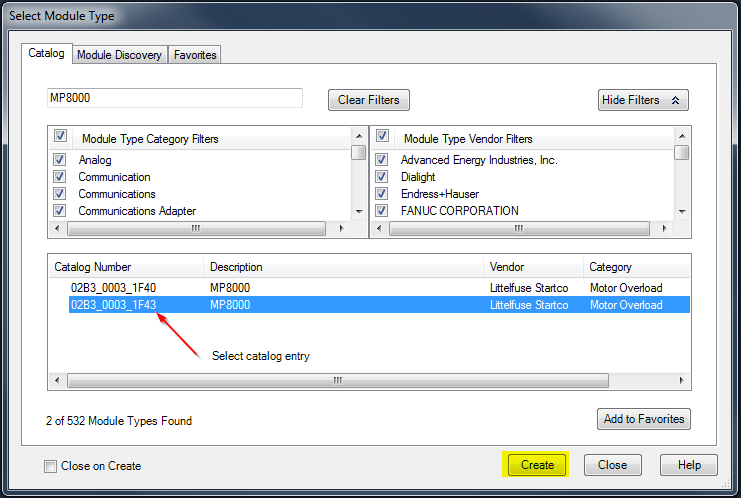 Select Module Type
Catalog Module Discovery Favorites
MP8000 Clear Filters Hide Filters
Module Type Category Filters Module Type Vendor Filters
Analog Advanced Energy Industries, Inc.
Communication Dialight
Communications Endress+Hauser
Communications Adapter FANUC CORPORATION
Catalog Number Description Vendor Category
02B3_0003_1F40 MP8000 Littelfuse Startco Motor Overload
02B3_0003_1F43 MP8000 Littelfuse Startco Motor Overload
Select catalog entry
2 of 532 Module Types Found Add to Favorites
Close on Create Create Close Help